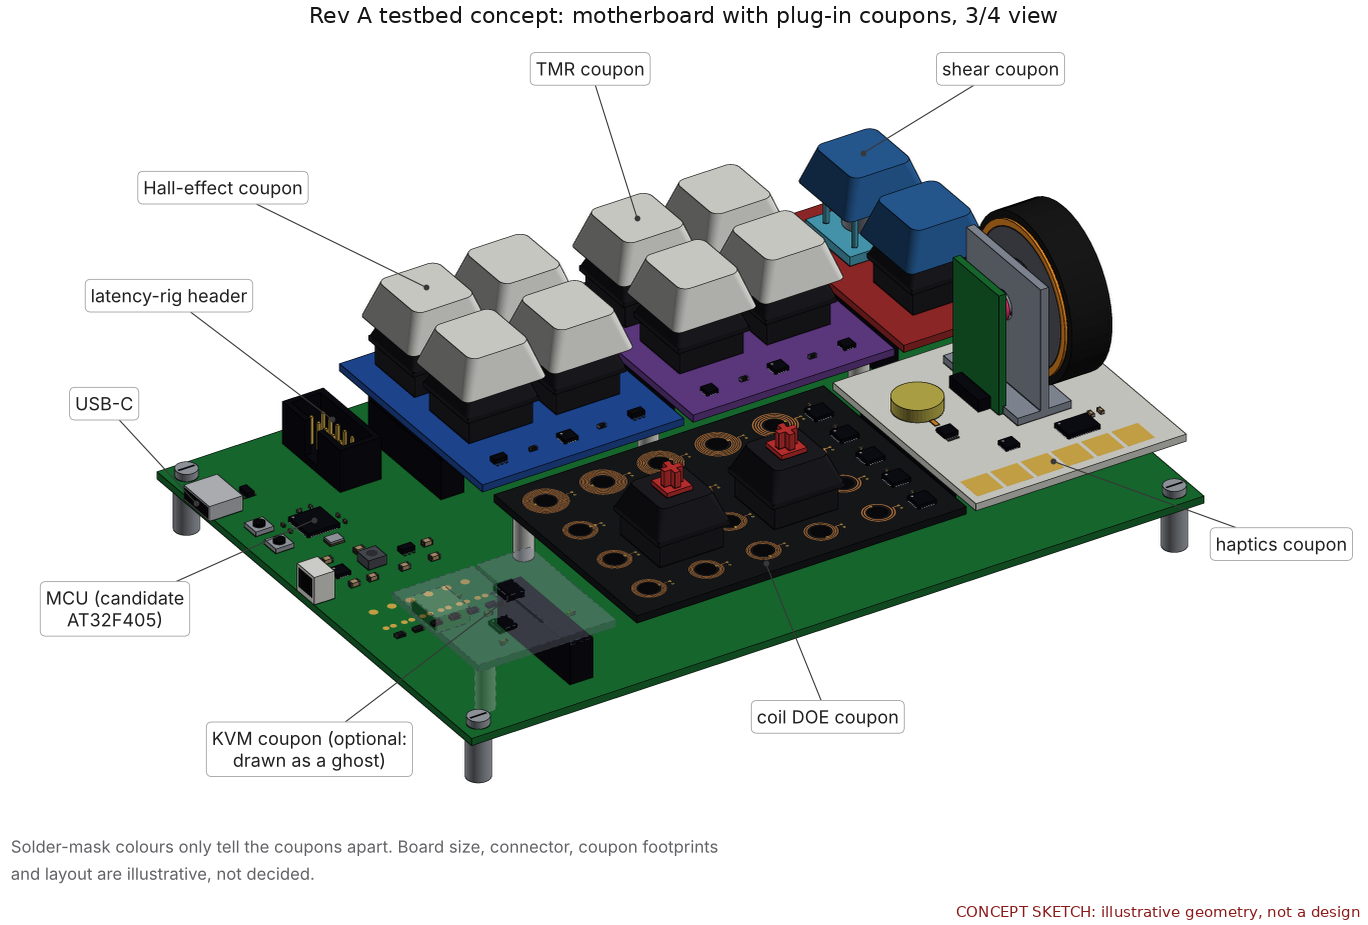 Rev A testbed concept: motherboard with plug-in coupons, 3/4 view
TMR coupon
shear coupon
Hall-effect coupon
latency-rig header
USB-C
haptics coupon
MCU (candidate
AT32F405)
coil DOE coupon
KVM coupon (optional:
drawn as a ghost)
Solder-mask colours only tell the coupons apart. Board size, connector, coupon footprints
and layout are illustrative, not decided.
CONCEPT SKETCH: illustrative geometry, not a design